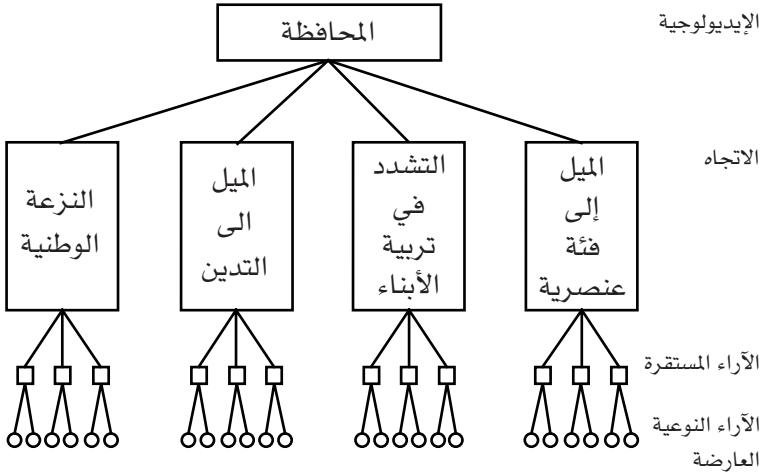 الإيديولوجية
المحافظة
الاتجاه
الميل
إلى
فئة
عنصرية
التشدد
في
تربية
الأبناء
الميل
الى
التدين
النزعة
الوطنية
الآراء المستقرة
الآراء النوعية
العارضة